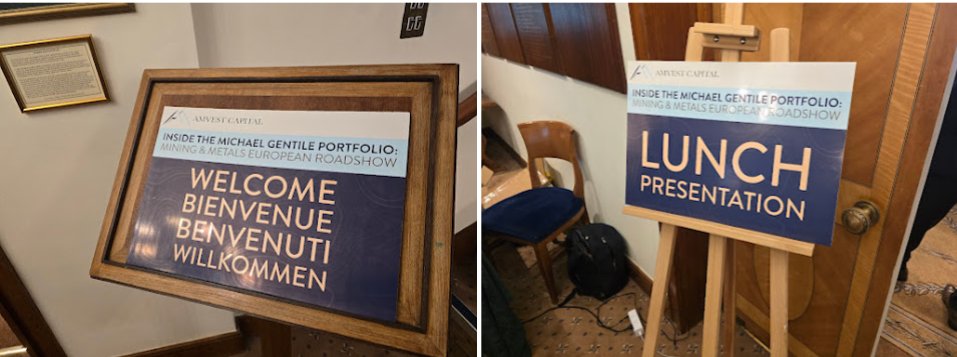 AMVEST CAPITAL
INSIDE THE MICHAEL GENTILE PORTFOLIO:
MINING & METALS EUROPEAN ROADSHOW
WELCOME
BIENVENUE
BENVENUTI
WILLKOMMEN
AMVEST CAPITAL
INSIDE THE MICHAEL GENTILE PORTFOLIO:
MINING & METALS EUROPEAN ROADSHOW
LUNCH
PRESENTATION